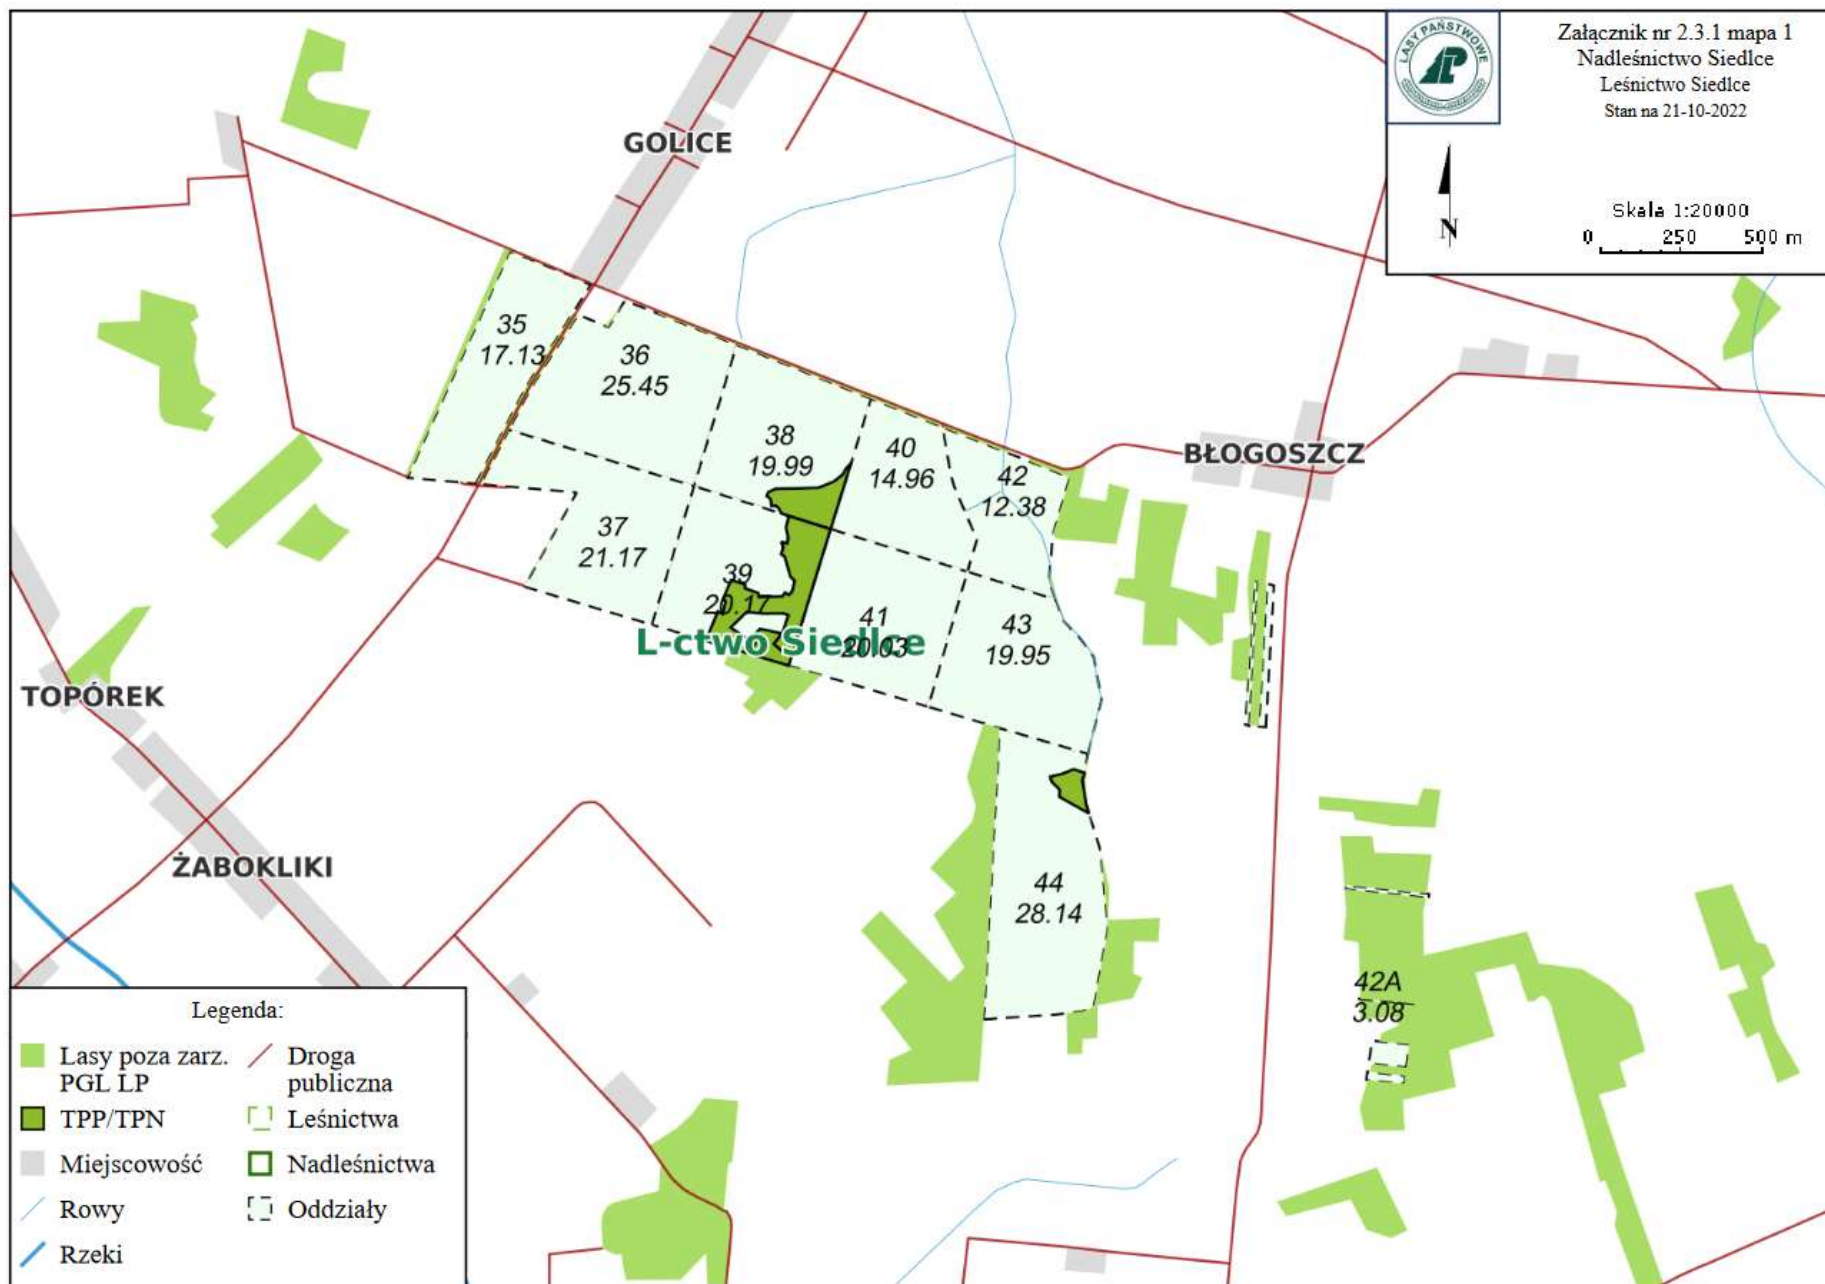 LASY PAŃSTWOWE
Załącznik nr 2.3.1 mapa 1
Nadleśnictwo Siedlce
Leśnictwo Siedlce
Stan na 21-10-2022
N
Skala 1:20000
0 250 500 m
GOLICE
35
17.13
36
25.45
38
19.99
40
14.96
42
12.38
BŁOGOSZCZ
37
21.17
39
20.17
41
20.03
43
19.95
L-ctwo Siedlce
TOPÓREK
ŻABOKLIKI
44
28.14
42A
3.08
Legenda:
Lasy poza zarz.
PGL LP
TPP/TPN
Miejscowość
Rowy
Rzeki
Droga
publiczna
Leśnictwa
Nadleśnictwa
Oddziały